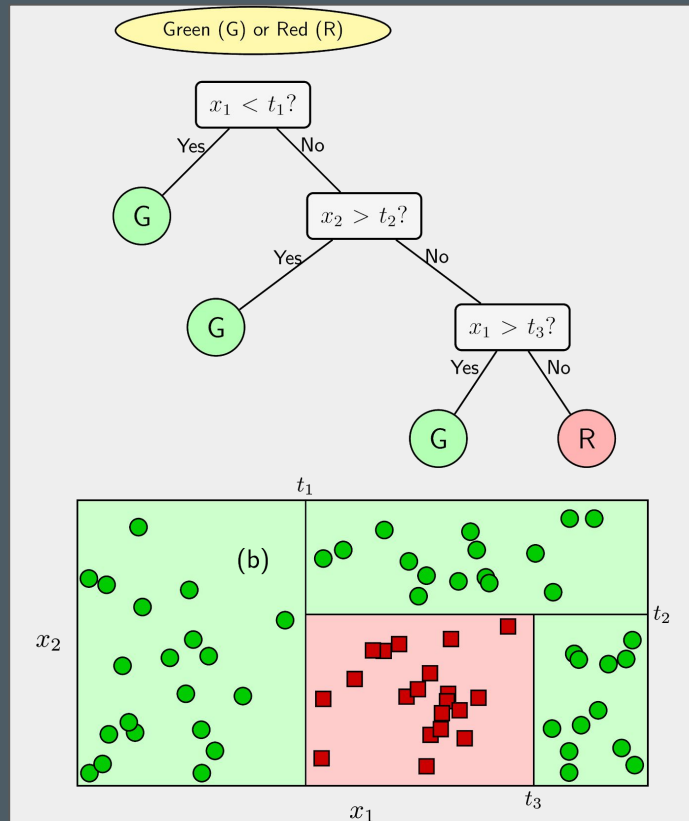 Green (G) or Red (R)
x₁ < t₁?
Yes No
G
x₂ > t₂?
Yes No
G
x₁ > t₃?
Yes No
G R
t₁
(b)
t₂
x₂
t₃
x₁